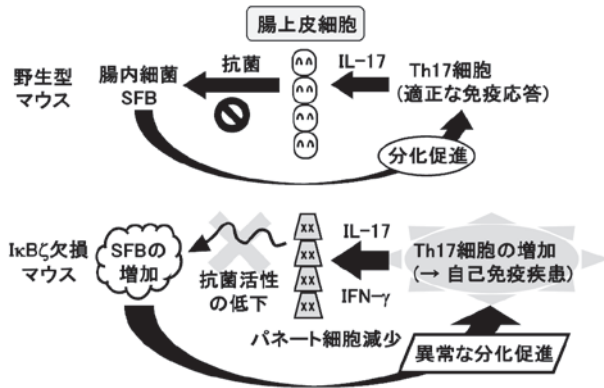 腸上皮細胞
野生型
マウス
腸内細菌
SFB
抗菌
IL-17
Th17細胞
(適正な免疫応答)
分化促進
IκBζ欠損
マウス
SFBの
増加
抗菌活性
の低下
xx
xx
xx
xx
パネート細胞減少
IL-17
IFN-γ
Th17細胞の増加
(→ 自己免疫疾患)
異常な分化促進